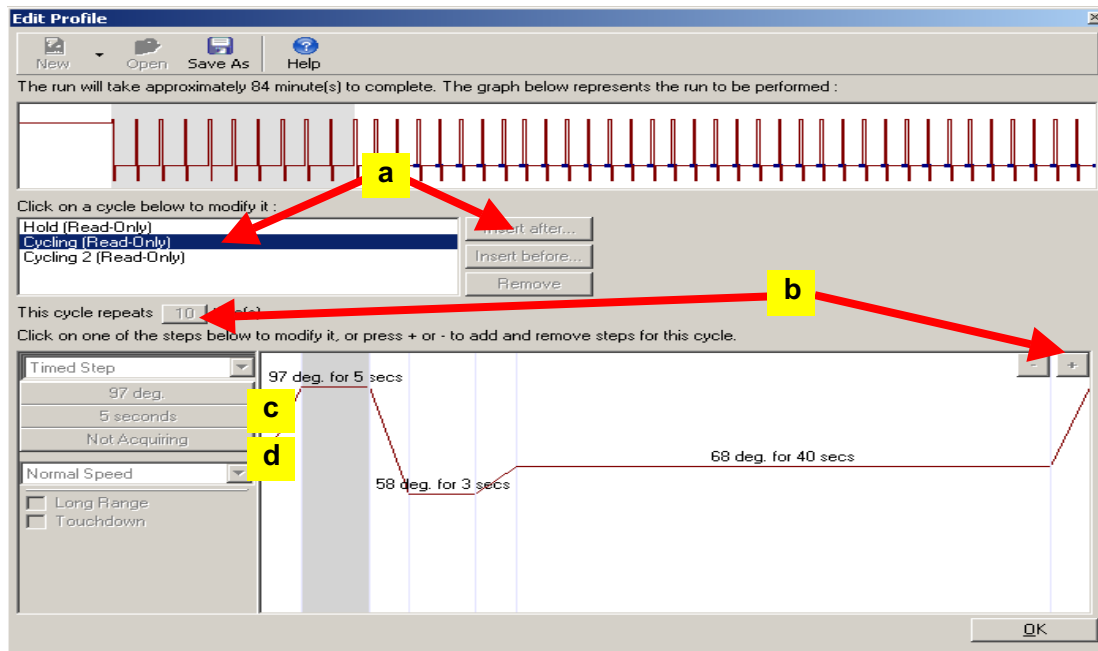 Edit Profile
New Open Save As Help
The run will take approximately 84 minute(s) to complete. The graph below represents the run to be performed :
a
Click on a cycle below to modify it :
Hold (Read-Only)
Cycling (Read-Only)
Cycling 2 (Read-Only)
Insert after...
Insert before...
Remove
b
This cycle repeats 10
Click on one of the steps below to modify it, or press + or - to add and remove steps for this cycle.
Timed Step
97 deg.
5 seconds
Not Acquiring
c
d
Normal Speed
Long Range
Touchdown
- +
97 deg. for 5 secs
58 deg. for 3 secs
68 deg. for 40 secs
OK